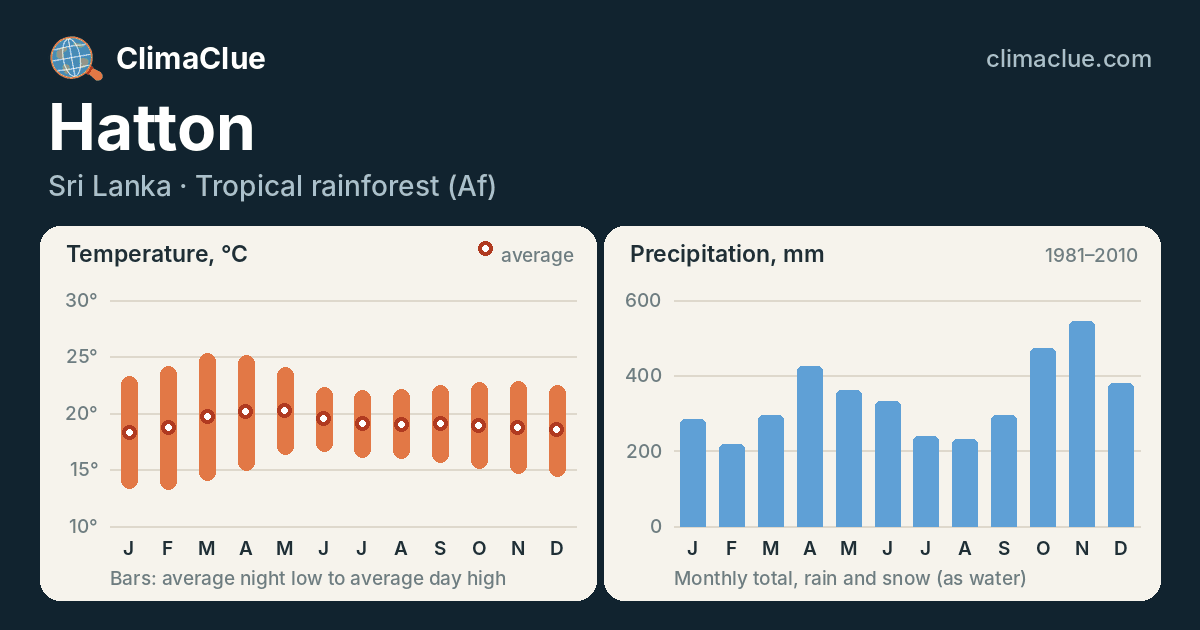 ClimaClue
climaclue.com
Hatton
Sri Lanka · Tropical rainforest (Af)
Temperature, °C
average
30°
25°
20°
15°
10°
J F M A M J J A S O N D
Bars: average night low to average day high
Precipitation, mm
1981–2010
600
400
200
0
J F M A M J J A S O N D
Monthly total, rain and snow (as water)